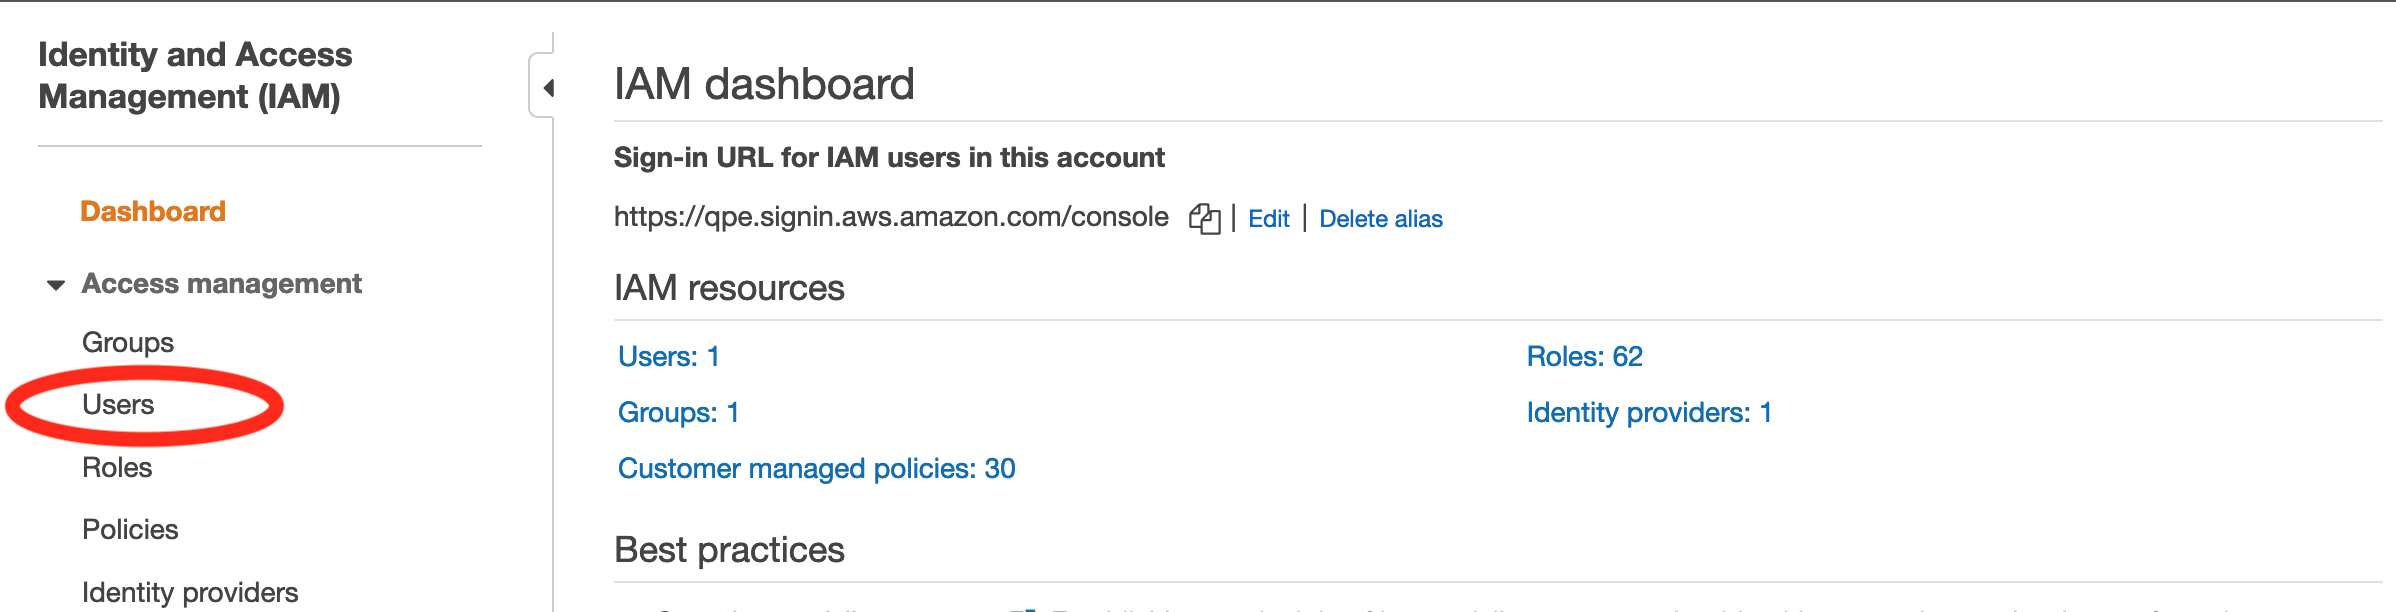 Identity and Access
Management (IAM)
Dashboard
Access management
Groups
Users
Roles
Policies
Identity providers
IAM dashboard
Sign-in URL for IAM users in this account
https://qpe.signin.aws.amazon.com/console | Edit | Delete alias
IAM resources
Users: 1
Roles: 62
Groups: 1
Identity providers: 1
Customer managed policies: 30
Best practices